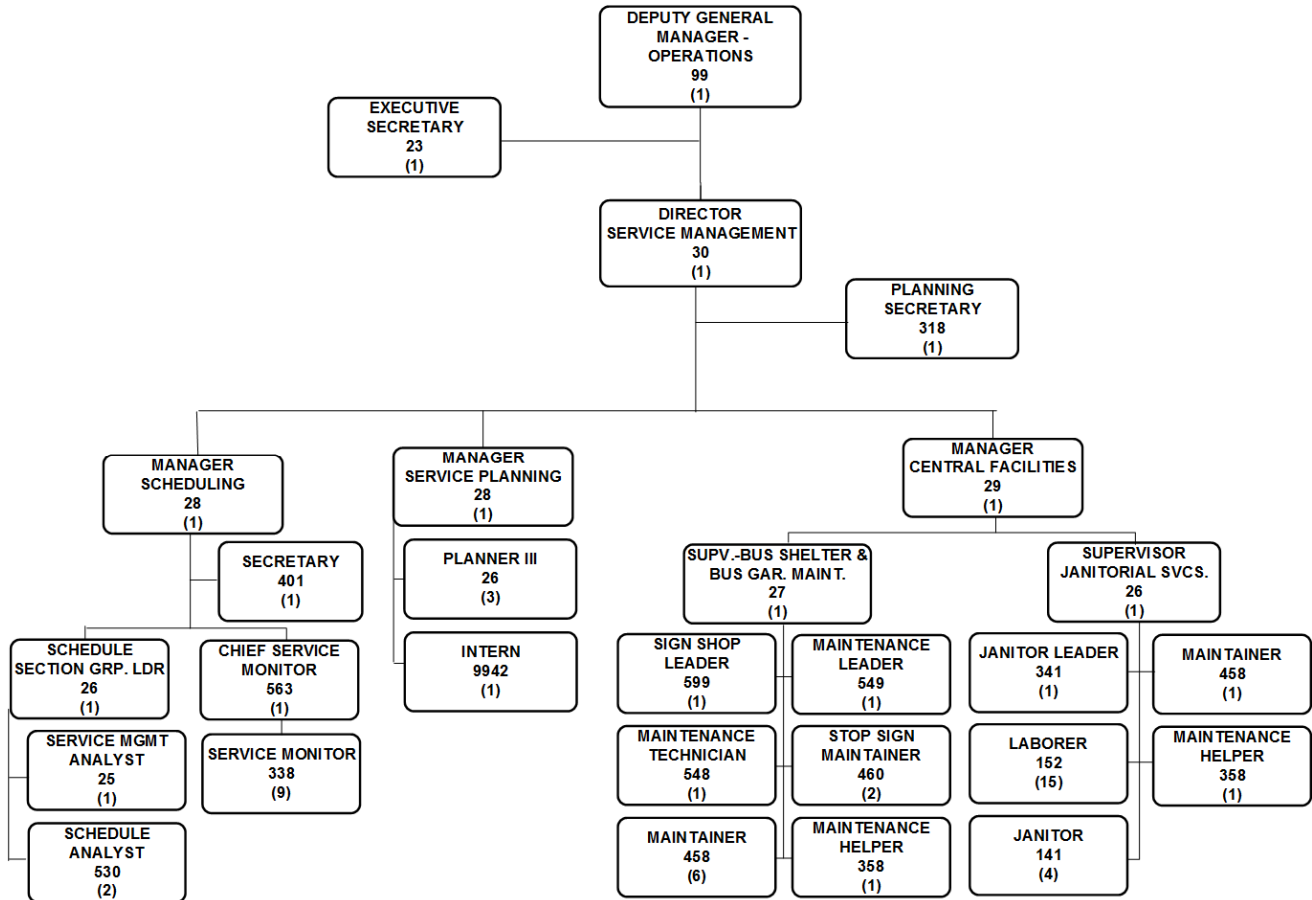 DEPUTY GENERAL
MANAGER -
OPERATIONS
99
(1)
EXECUTIVE
SECRETARY
23
(1)
DIRECTOR
SERVICE MANAGEMENT
30
(1)
PLANNING
SECRETARY
318
(1)
MANAGER
SCHEDULING
28
(1)
MANAGER
SERVICE PLANNING
28
(1)
MANAGER
CENTRAL FACILITIES
29
(1)
SECRETARY
401
(1)
SCHEDULE
SECTION GRP. LDR
26
(1)
CHIEF SERVICE
MONITOR
563
(1)
SERVICE MGMT
ANALYST
25
(1)
SERVICE MONITOR
338
(9)
SCHEDULE
ANALYST
530
(2)
PLANNER III
26
(3)
INTERN
9942
(1)
SUPV.-BUS SHELTER &
BUS GAR. MAINT.
27
(1)
SUPERVISOR
JANITORIAL SVCS.
26
(1)
SIGN SHOP
LEADER
599
(1)
MAINTENANCE
LEADER
549
(1)
MAINTENANCE
TECHNICIAN
548
(1)
STOP SIGN
MAINTAINER
460
(2)
MAINTAINER
458
(6)
MAINTENANCE
HELPER
358
(1)
JANITOR LEADER
341
(1)
MAINTAINER
458
(1)
LABORER
152
(15)
MAINTENANCE
HELPER
358
(1)
JANITOR
141
(4)